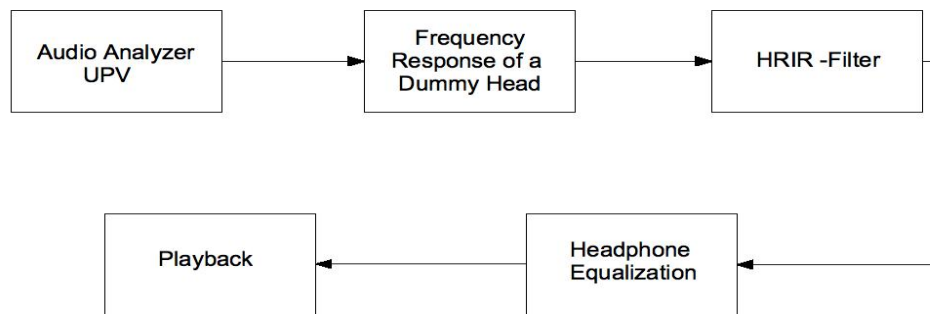 Audio Analyzer
UPV
Frequency
Response of a
Dummy Head
HRIR -Filter
Playback
Headphone
Equalization